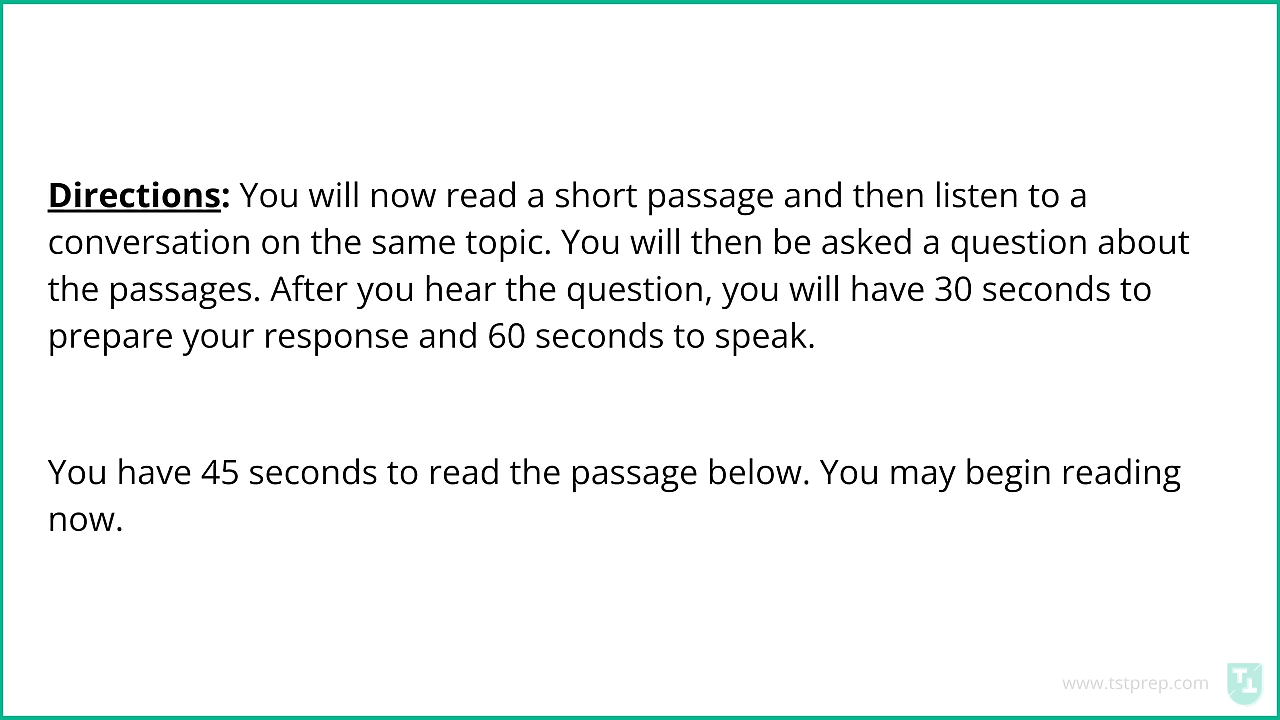 Directions: You will now read a short passage and then listen to a
conversation on the same topic. You will then be asked a question about
the passages. After you hear the question, you will have 30 seconds to
prepare your response and 60 seconds to speak.
You have 45 seconds to read the passage below. You may begin reading
now.
www.tstprep.com